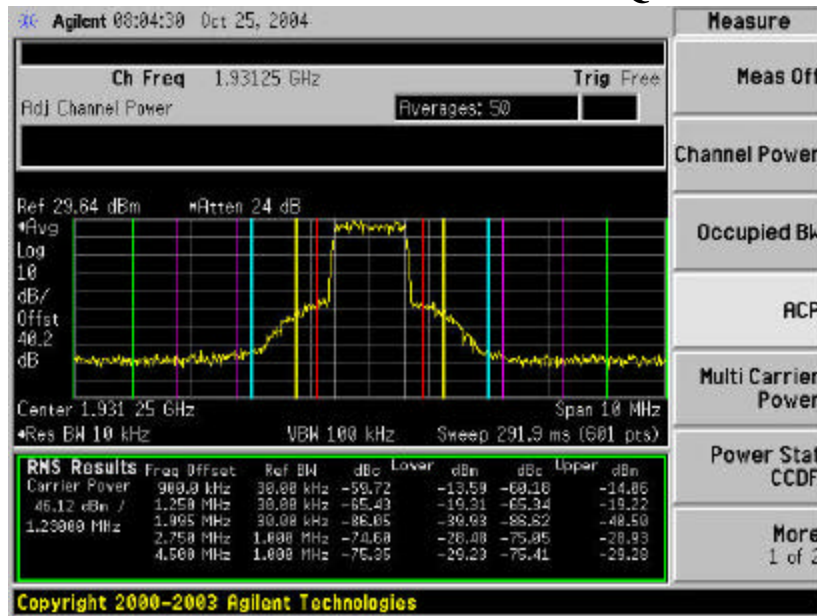 Agilent 08:04:30 Oct 25, 2004
Measure
Ch Freq 1.93125 GHz
Trig Free
Meas Off
Adj Channel Power
Averages: 50
Channel Power
Ref 29.64 dBm *Atten 24 dB
Avg
Log
10
dB/
Offst
40.2
dB
Occupied BW
ACP
Center 1.931 25 GHz
Span 10 MHz
Res BW 10 kHz
VBW 100 kHz
Sweep 291.9 ms (601 pts)
Multi Carrier
Power
Power Stat
CCDF
RMS Results Freq Offset Ref BW dBc Lower dBm dBc Upper dBm
Carrier Power 900.0 kHz 30.00 kHz -59.72 -13.59 -60.18 -14.06
46.12 dBm / 1.250 MHz 30.00 kHz -65.43 -19.31 -65.34 -19.22
1.23000 MHz 1.995 MHz 30.00 kHz -86.05 -39.93 -86.62 -40.50
2.750 MHz 1.000 MHz -74.60 -28.48 -75.05 -28.93
4.500 MHz 1.000 MHz -75.35 -29.23 -75.41 -29.28
More
1 of 2
Copyright 2000-2003 Agilent Technologies